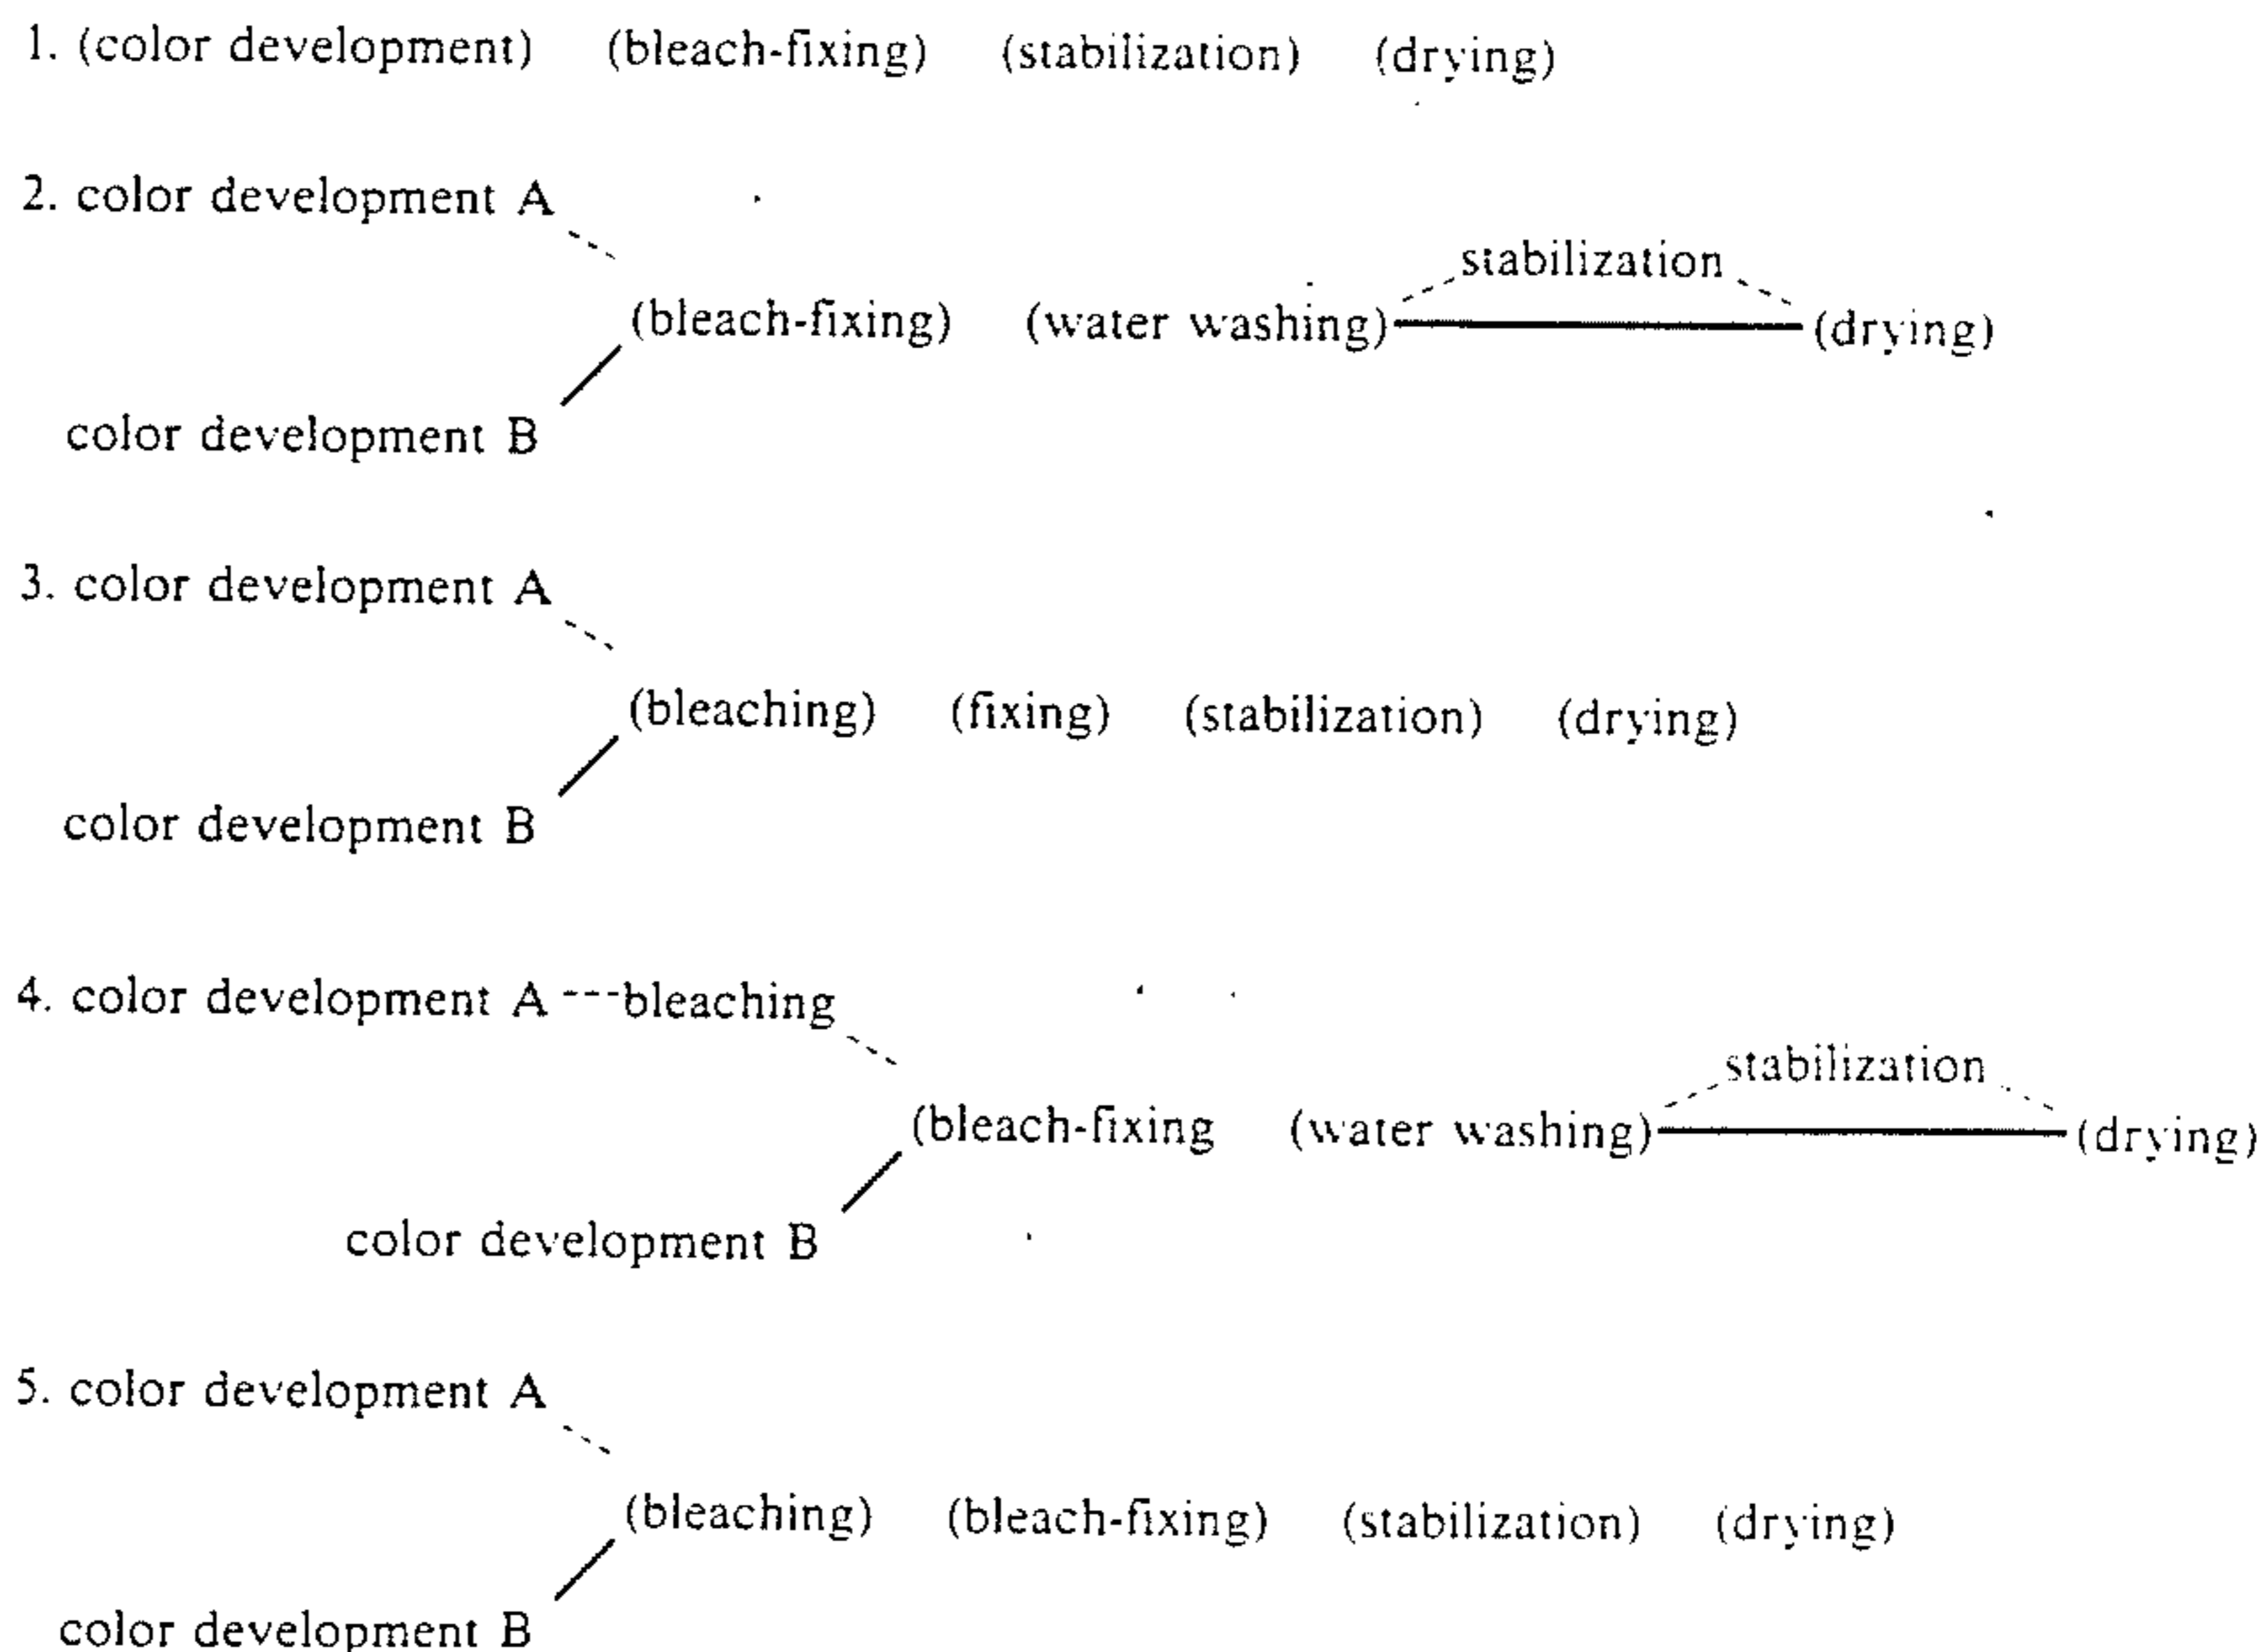 1. (color development) (bleach-fixing) (stabilization) (drying)
2. color development A
stabilization
(bleach-fixing) (water washing) (drying)
color development B
3. color development A
(bleaching) (fixing) (stabilization) (drying)
color development B
4. color development A ---bleaching
stabilization
(bleach-fixing (water washing) (drying)
color development B
5. color development A
(bleaching) (bleach-fixing) (stabilization) (drying)
color development B